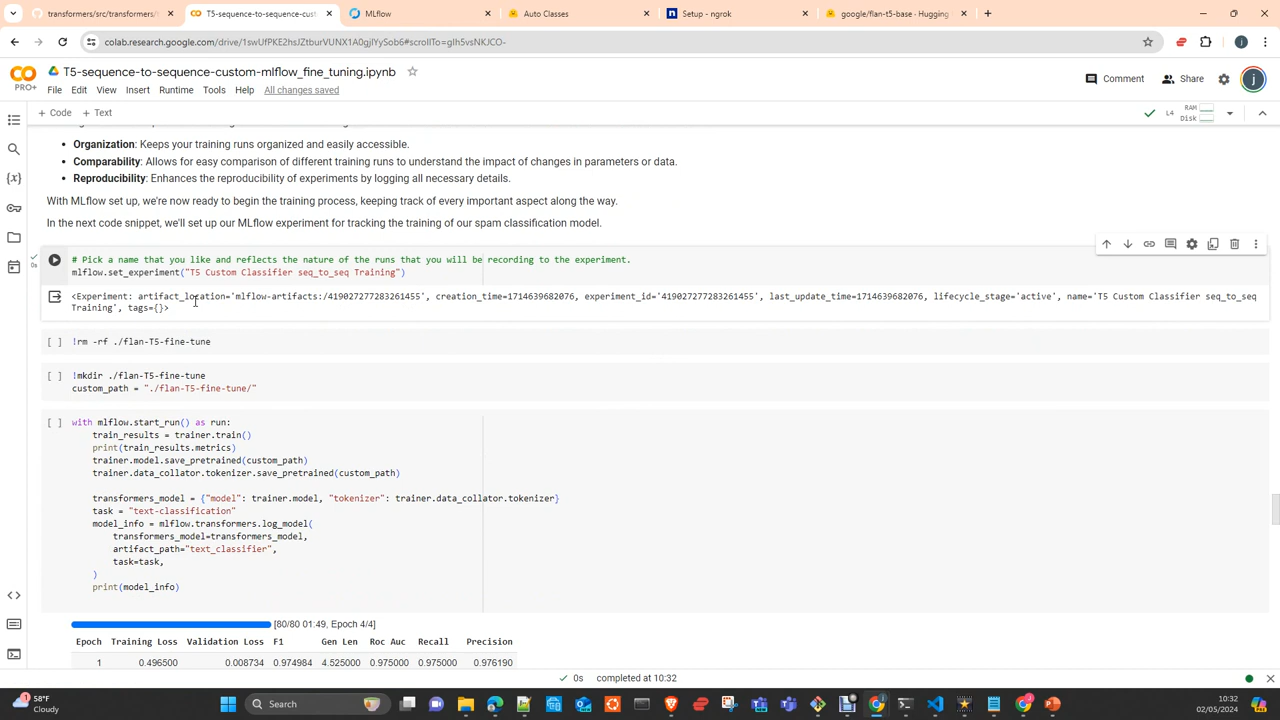 transformers/src/transformers/
T5-sequence-to-sequence-cust
MLflow
Auto Classes
Setup - ngrok
google/flan-t5-base · Hugging
colab.research.google.com/drive/1swUfPKE2hsJZtburVUNX1A0gjlYySob6#scrollTo=gIh5vsNKJCO-
T5-sequence-to-sequence-custom-mlflow_fine_tuning.ipynb
PRO+
File Edit View Insert Runtime Tools Help All changes saved
Comment Share
+ Code + Text
L4 RAM Disk
Organization: Keeps your training runs organized and easily accessible.
Comparability: Allows for easy comparison of different training runs to understand the impact of changes in parameters or data.
Reproducibility: Enhances the reproducibility of experiments by logging all necessary details.
With MLflow set up, we're now ready to begin the training process, keeping track of every important aspect along the way.
In the next code snippet, we'll set up our MLflow experiment for tracking the training of our spam classification model.
0s
# Pick a name that you like and reflects the nature of the runs that you will be recording to the experiment.
mlflow.set_experiment("T5 Custom Classifier seq_to_seq Training")
<Experiment: artifact_location='mlflow-artifacts:/419027277283261455', creation_time=1714639682076, experiment_id='419027277283261455', last_update_time=1714639682076, lifecycle_stage='active', name='T5 Custom Classifier seq_to_seq
Training', tags={}>
[ ] !rm -rf ./flan-T5-fine-tune
[ ] !mkdir ./flan-T5-fine-tune
custom_path = "./flan-T5-fine-tune/"
[ ] with mlflow.start_run() as run:
train_results = trainer.train()
print(train_results.metrics)
trainer.model.save_pretrained(custom_path)
trainer.data_collator.tokenizer.save_pretrained(custom_path)
transformers_model = {"model": trainer.model, "tokenizer": trainer.data_collator.tokenizer}
task = "text-classification"
model_info = mlflow.transformers.log_model(
transformers_model=transformers_model,
artifact_path="text_classifier",
task=task,
)
print(model_info)
[80/80 01:49, Epoch 4/4]
Epoch Training Loss Validation Loss F1 Gen Len Roc Auc Recall Precision
1 0.496500 0.008734 0.974984 4.525000 0.975000 0.975000 0.976190
0s completed at 10:32
58°F
Cloudy
Search
10:32
02/05/2024